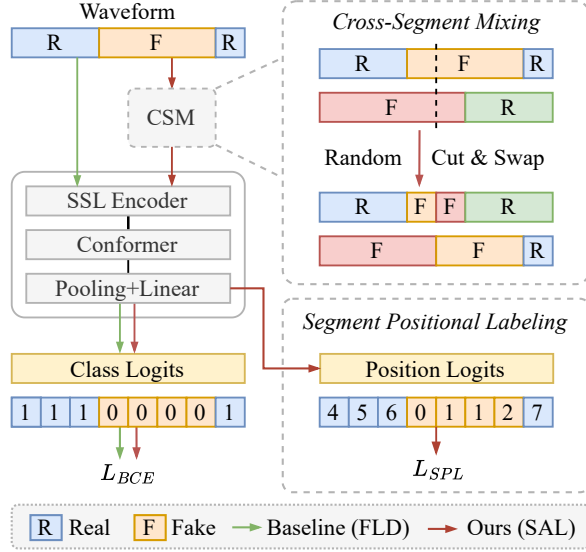 Waveform
R F R
CSM
SSL Encoder
Conformer
Pooling+Linear
Class Logits
1 1 1 0 0 0 0 1
L_BCE
Cross-Segment Mixing
R F R
F R
Random Cut & Swap
R F F R
F F R
Segment Positional Labeling
Position Logits
4 5 6 0 1 1 2 7
L_SPL
R Real F Fake Baseline (FLD) Ours (SAL)